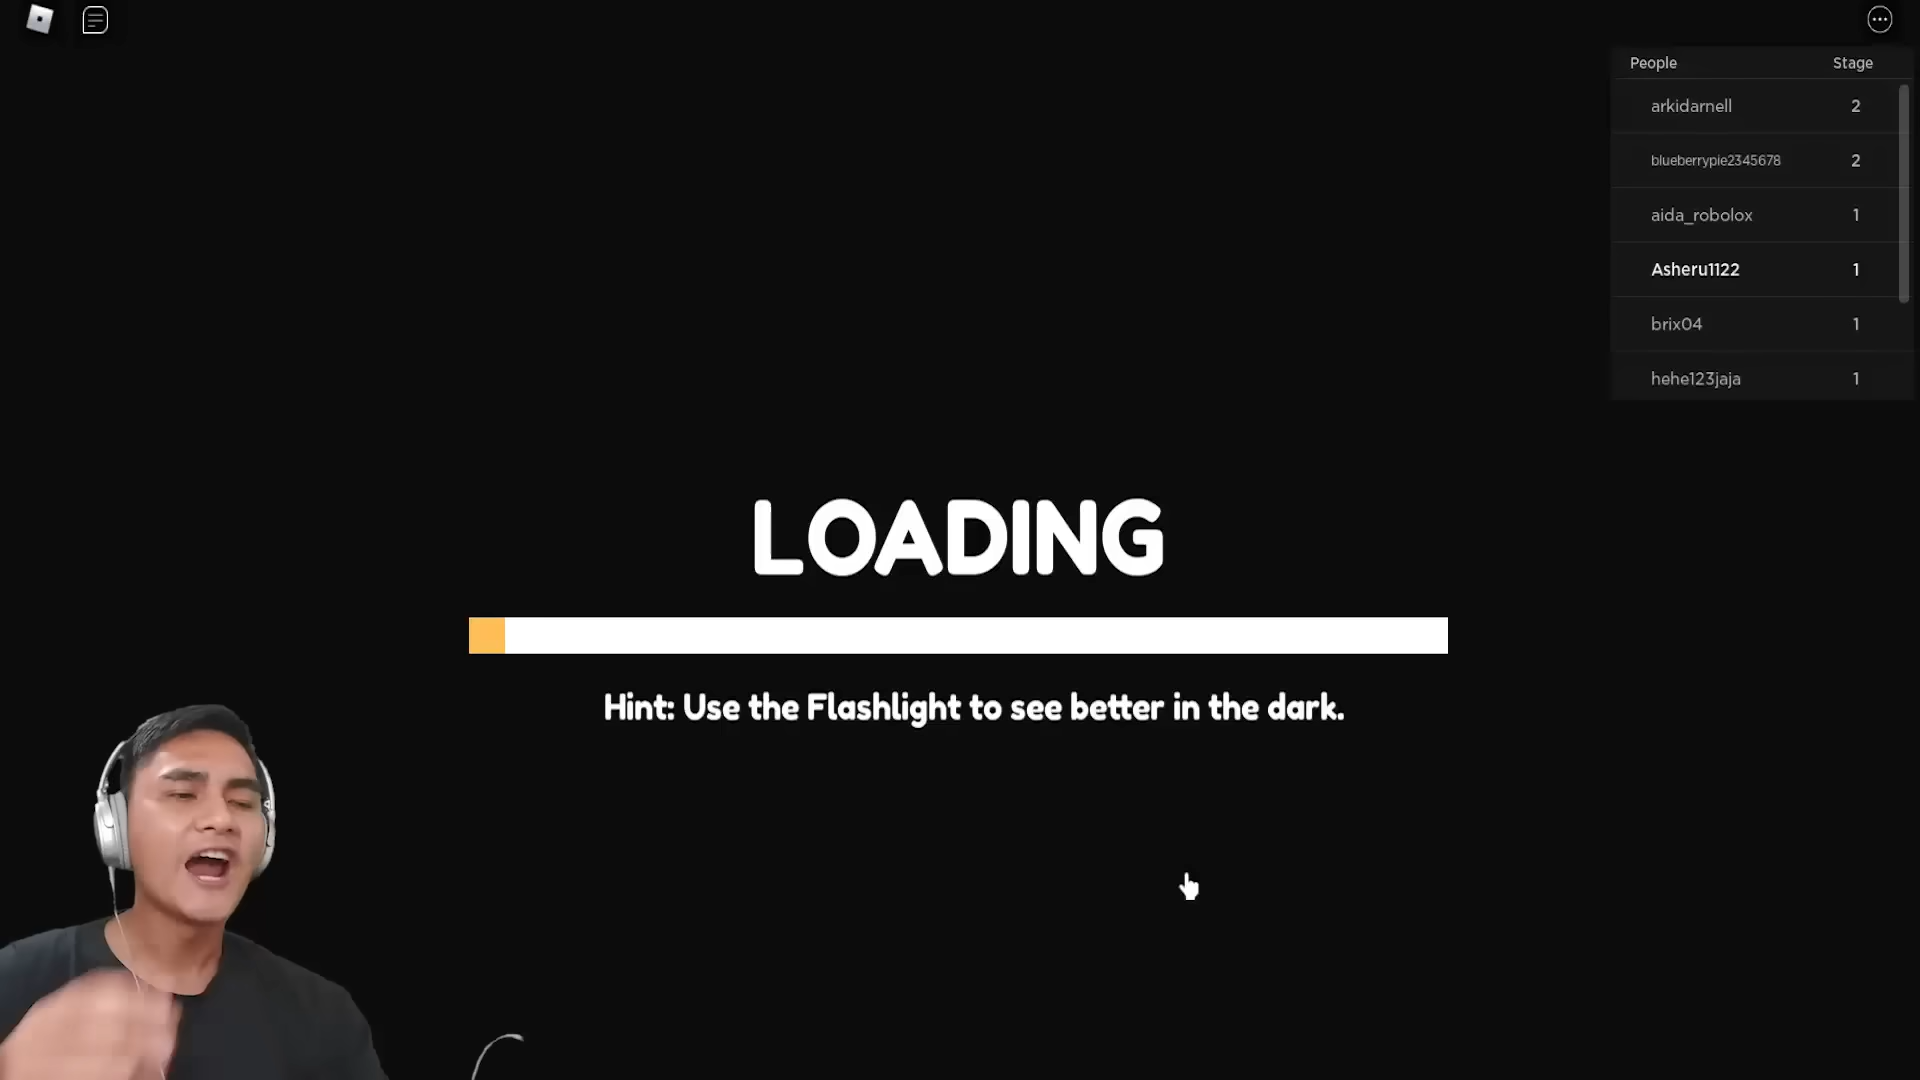 People Stage
arkidarnell 2
blueberrypie2345678 2
aida_robolox 1
Asheru1122 1
brix04 1
hehe123jaja 1
LOADING
Hint: Use the Flashlight to see better in the dark.